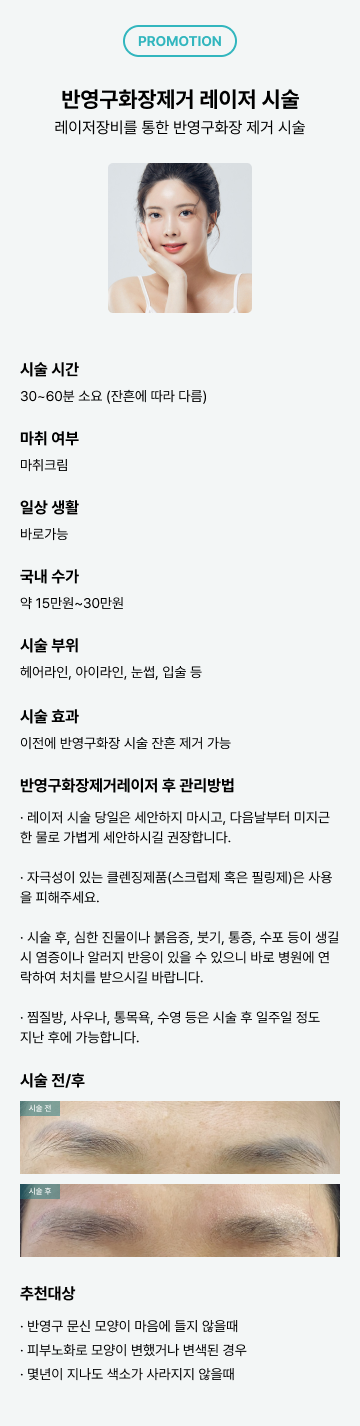 PROMOTION
반영구화장제거 레이저 시술
레이저장비를 통한 반영구화장 제거 시술
시술 시간
30~60분 소요 (잔흔에 따라 다름)
마취 여부
마취크림
일상 생활
바로가능
국내 수가
약 15만원~30만원
시술 부위
헤어라인, 아이라인, 눈썹, 입술 등
시술 효과
이전에 반영구화장 시술 잔흔 제거 가능
반영구화장제거레이저 후 관리방법
· 레이저 시술 당일은 세안하지 마시고, 다음날부터 미지근
한 물로 가볍게 세안하시길 권장합니다.
· 자극성이 있는 클렌징제품(스크럽제 혹은 필링제)은 사용
을 피해주세요.
· 시술 후, 심한 진물이나 붉음증, 붓기, 통증, 수포 등이 생길
시 염증이나 알러지 반응이 있을 수 있으니 바로 병원에 연
락하여 처치를 받으시길 바랍니다.
· 찜질방, 사우나, 통목욕, 수영 등은 시술 후 일주일 정도
지난 후에 가능합니다.
시술 전/후
시술 전
시술 후
추천대상
· 반영구 문신 모양이 마음에 들지 않을때
· 피부노화로 모양이 변했거나 변색된 경우
· 몇년이 지나도 색소가 사라지지 않을때